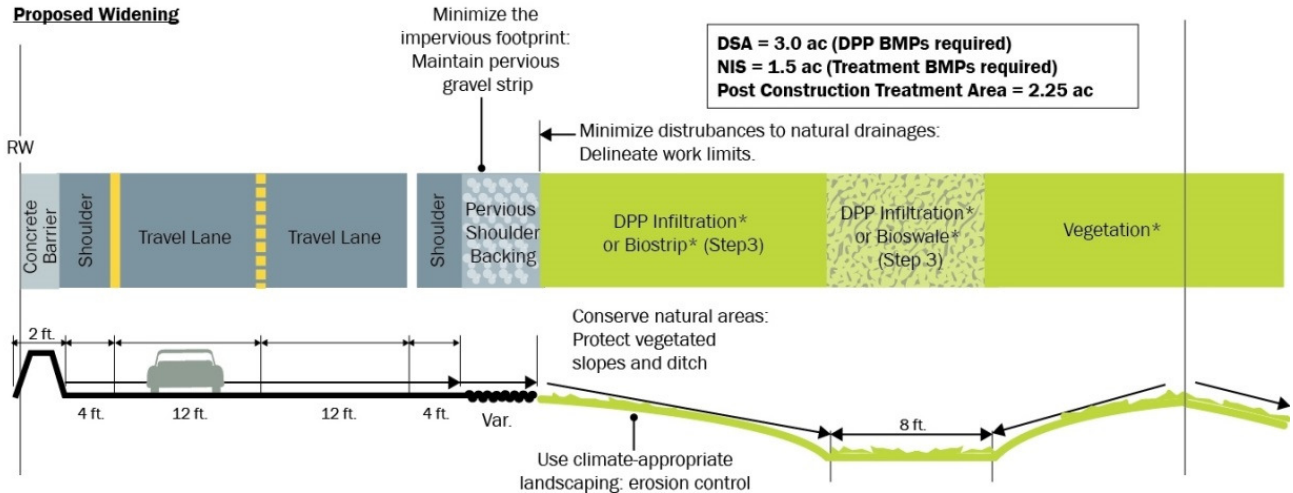 Proposed Widening
Minimize the
impervious footprint:
Maintain pervious
gravel strip
DSA = 3.0 ac (DPP BMPs required)
NIS = 1.5 ac (Treatment BMPs required)
Post Construction Treatment Area = 2.25 ac
Minimize distrubances to natural drainages:
Delineate work limits.
RW
Concrete
Barrier
Shoulder
Travel Lane
Travel Lane
Shoulder
Pervious
Shoulder
Backing
DPP Infiltration*
or Biostrip* (Step3)
DPP Infiltration*
or Bioswale*
(Step 3)
Vegetation*
Conserve natural areas:
Protect vegetated
slopes and ditch
2 ft.
4 ft.
12 ft.
12 ft.
4 ft.
Var.
8 ft.
Use climate-appropriate
landscaping: erosion control